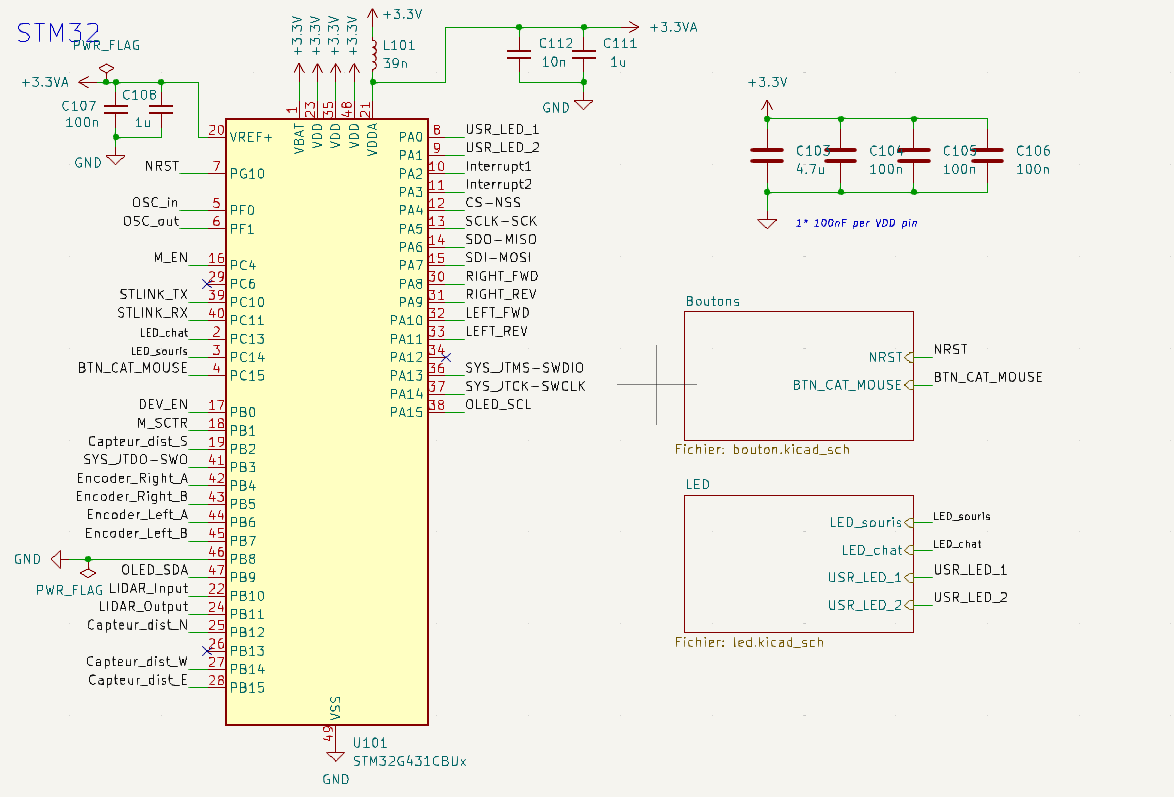 STM32
PWR_FLAG
+3.3VA
C107
100n
C108
1u
GND
+3.3V
+3.3V
+3.3V
+3.3V
+3.3V
L101
39n
C112
10n
C111
1u
+3.3VA
GND
1
23
35
48
21
VBAT
VDD
VDD
VDD
VDDA
20 VREF+
NRST 7 PG10
OSC_in 5 PF0
OSC_out 6 PF1
M_EN 16 PC4
29 PC6
STLINK_TX 39 PC10
STLINK_RX 40 PC11
LED_chat 2 PC13
LED_souris 3 PC14
BTN_CAT_MOUSE 4 PC15
DEV_EN 17 PB0
M_SCTR 18 PB1
Capteur_dist_S 19 PB2
SYS_JTDO-SWO 41 PB3
Encoder_Right_A 42 PB4
Encoder_Right_B 43 PB5
Encoder_Left_A 44 PB6
Encoder_Left_B 45 PB7
GND 46 PB8
PWR_FLAG
OLED_SDA 47 PB9
LIDAR_Input 22 PB10
LIDAR_Output 24 PB11
Capteur_dist_N 25 PB12
26 PB13
Capteur_dist_W 27 PB14
Capteur_dist_E 28 PB15
PA0 8 USR_LED_1
PA1 9 USR_LED_2
PA2 10 Interrupt1
PA3 11 Interrupt2
PA4 12 CS-NSS
PA5 13 SCLK-SCK
PA6 14 SDO-MISO
PA7 15 SDI-MOSI
PA8 30 RIGHT_FWD
PA9 31 RIGHT_REV
PA10 32 LEFT_FWD
PA11 33 LEFT_REV
PA12 34
PA13 36 SYS_JTMS-SWDIO
PA14 37 SYS_JTCK-SWCLK
PA15 38 OLED_SCL
VSS
49
GND
U101
STM32G431CBUx
+3.3V
C103
4.7u
C104
100n
C105
100n
C106
100n
1* 100nF per VDD pin
Boutons
NRST NRST
BTN_CAT_MOUSE BTN_CAT_MOUSE
Fichier: bouton.kicad_sch
LED
LED_souris LED_souris
LED_chat LED_chat
USR_LED_1 USR_LED_1
USR_LED_2 USR_LED_2
Fichier: led.kicad_sch